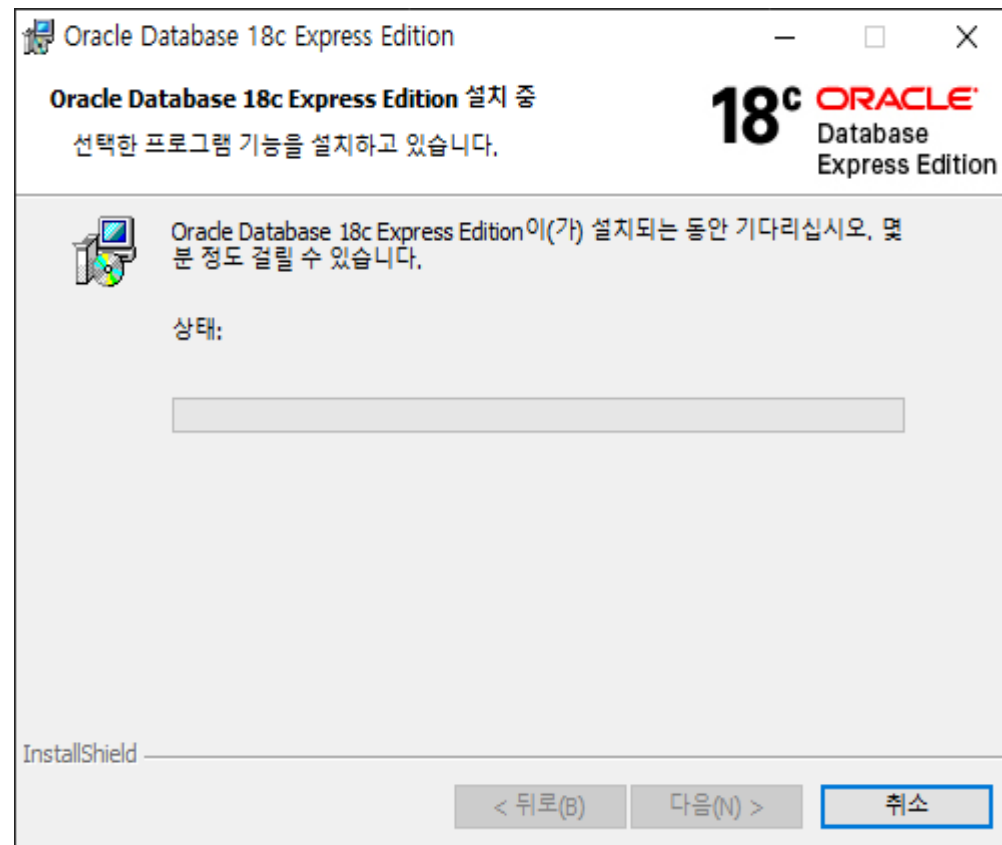 Oracle Database 18c Express Edition
Oracle Database 18c Express Edition 설치 중
선택한 프로그램 기능을 설치하고 있습니다.
18c ORACLE
Database
Express Edition
Oracle Database 18c Express Edition이(가) 설치되는 동안 기다리십시오. 몇
분 정도 걸릴 수 있습니다.
상태:
InstallShield
< 뒤로(B)
다음(N) >
취소